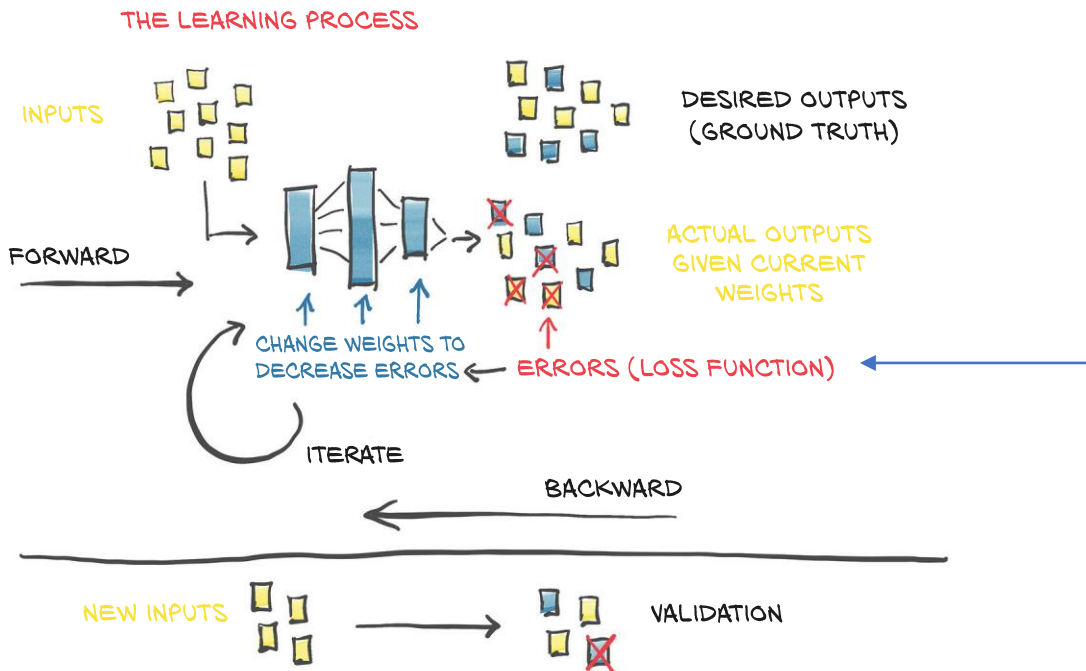 THE LEARNING PROCESS
INPUTS
DESIRED OUTPUTS
(GROUND TRUTH)
FORWARD
ACTUAL OUTPUTS
GIVEN CURRENT
WEIGHTS
CHANGE WEIGHTS TO
DECREASE ERRORS
ERRORS (LOSS FUNCTION)
ITERATE
BACKWARD
NEW INPUTS
VALIDATION